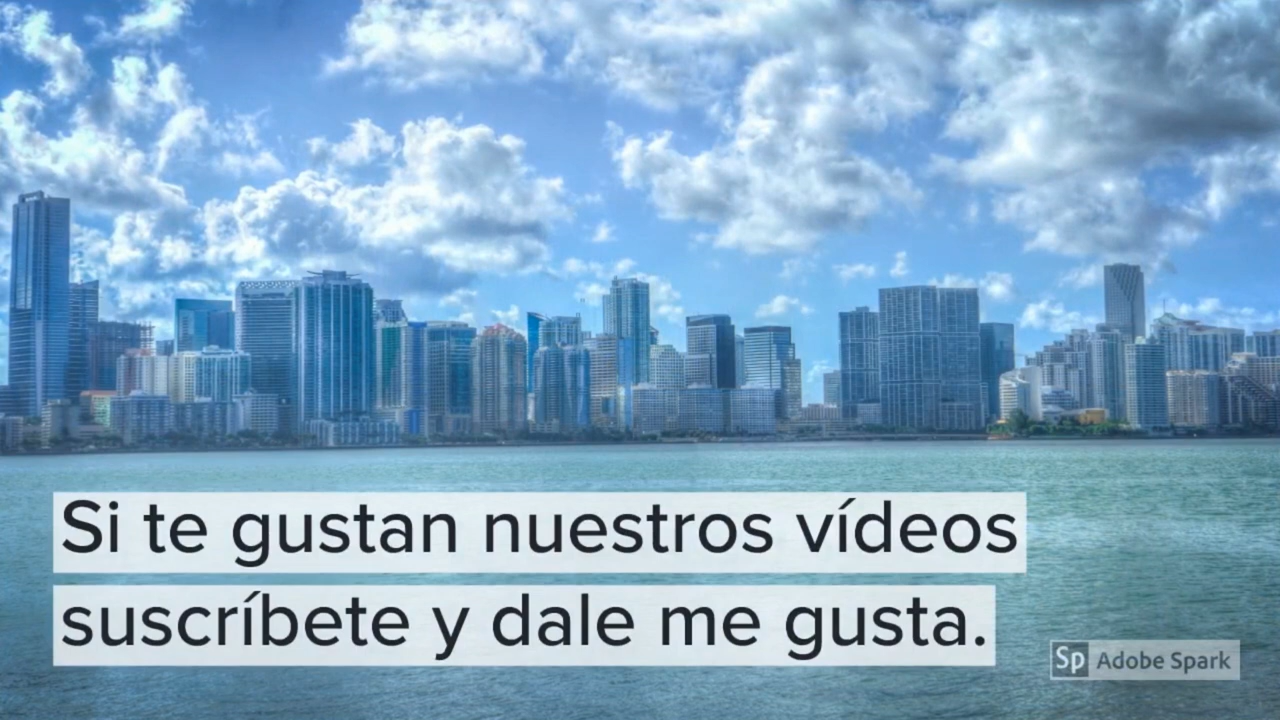 Si te gustan nuestros vídeos
suscríbete y dale me gusta.
Sp Adobe Spark